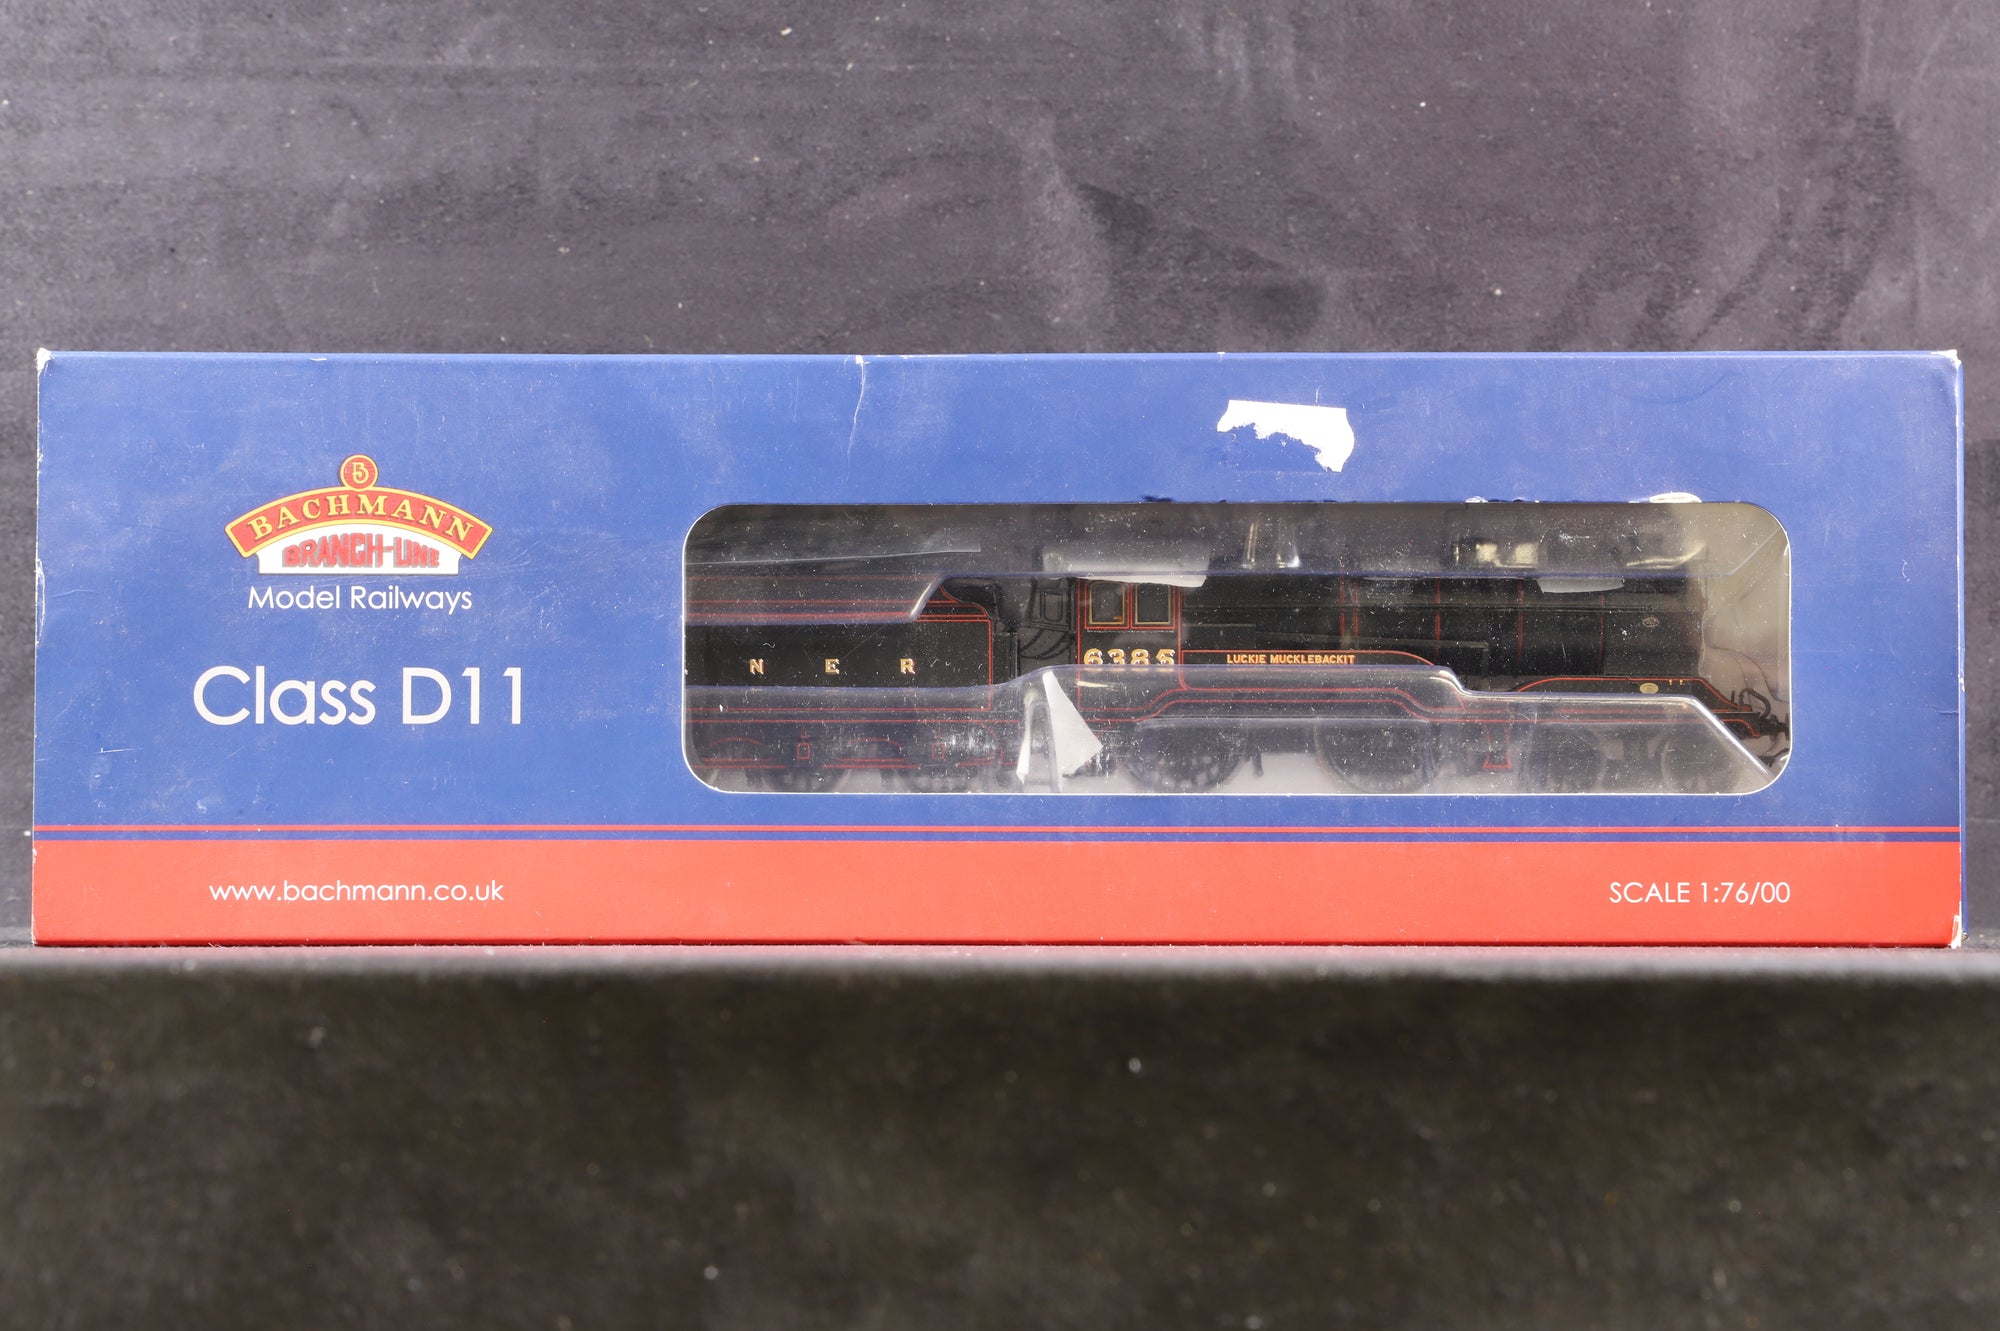 B
BACHMANN
BRANCH-LINE
Model Railways
Class D11
N E R
6385
LUCKIE MUCKLEBACKIT
www.bachmann.co.uk
SCALE 1:76/00